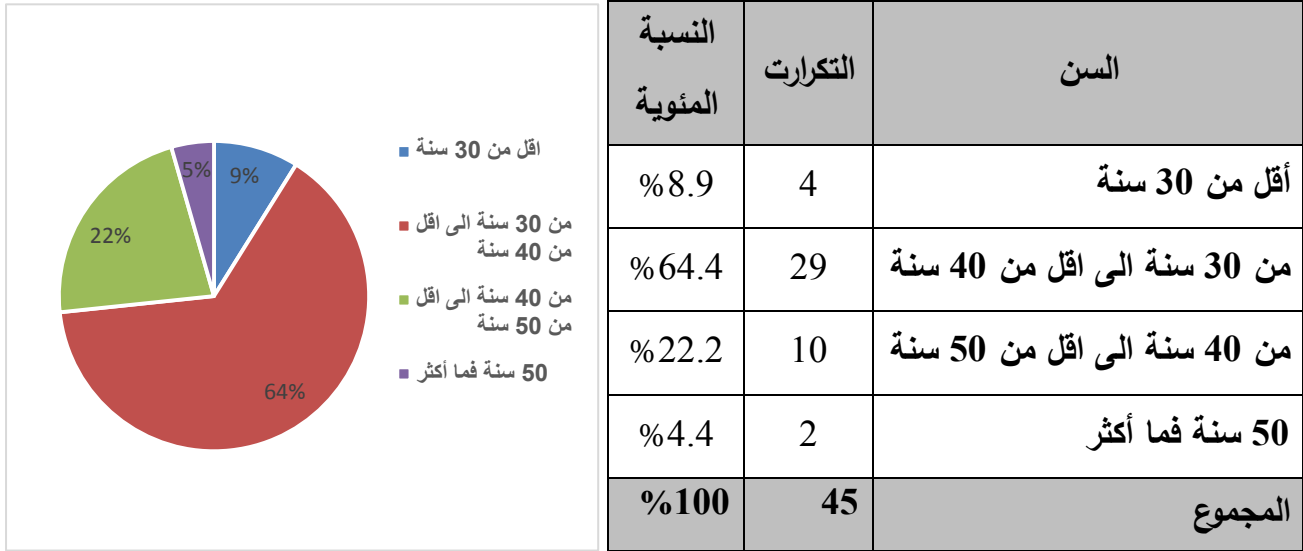 9%
64%
22%
5%
اقل من 30 سنة
من 30 سنة الى اقل
من 40 سنة
من 40 سنة الى اقل
من 50 سنة
50 سنة فما أكثر
السن التكرارت النسبة
المئوية
أقل من 30 سنة 4 %8.9
من 30 سنة الى اقل من 40 سنة 29 %64.4
من 40 سنة الى اقل من 50 سنة 10 %22.2
50 سنة فما أكثر 2 %4.4
المجموع 45 %100